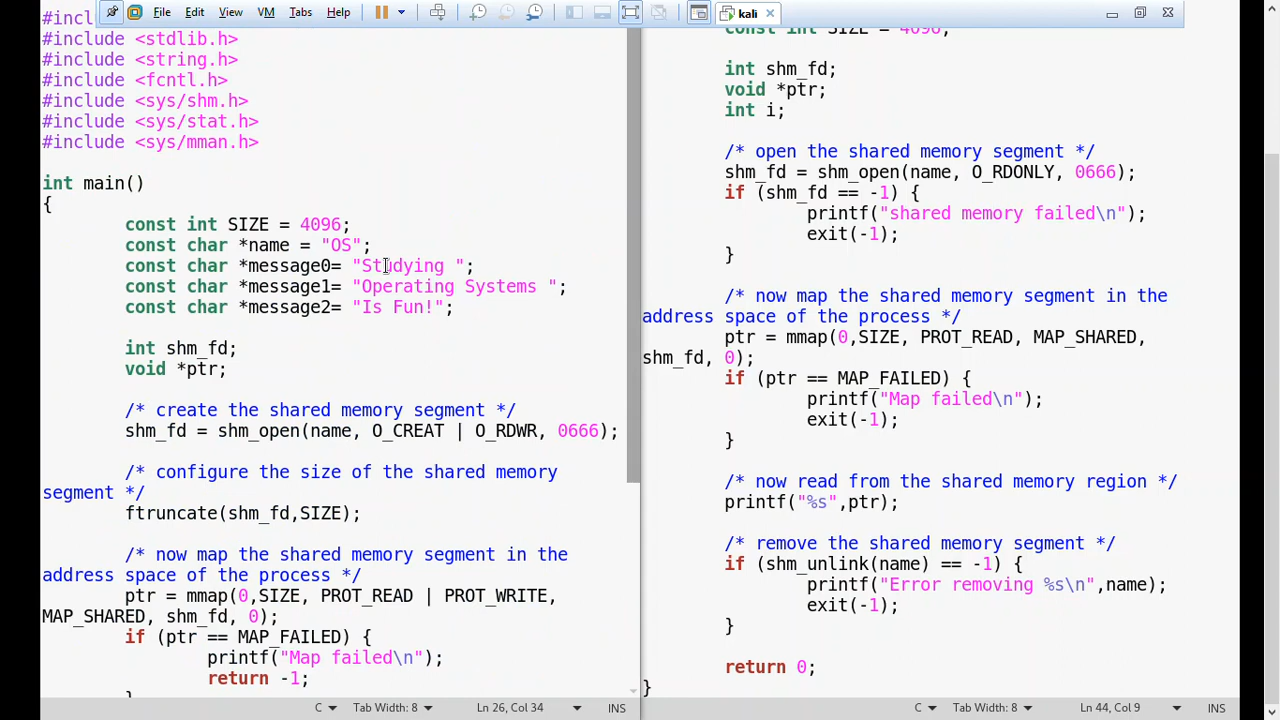 File Edit View VM Tabs Help
kali
#incl
#include <stdlib.h>
#include <string.h>
#include <fcntl.h>
#include <sys/shm.h>
#include <sys/stat.h>
#include <sys/mman.h>
int main()
{
const int SIZE = 4096;
const char *name = "OS";
const char *message0= "Studying ";
const char *message1= "Operating Systems ";
const char *message2= "Is Fun!";
int shm_fd;
void *ptr;
/* create the shared memory segment */
shm_fd = shm_open(name, O_CREAT | O_RDWR, 0666);
/* configure the size of the shared memory
segment */
ftruncate(shm_fd,SIZE);
/* now map the shared memory segment in the
address space of the process */
ptr = mmap(0,SIZE, PROT_READ | PROT_WRITE,
MAP_SHARED, shm_fd, 0);
if (ptr == MAP_FAILED) {
printf("Map failed\n");
return -1;
}
C Tab Width: 8 Ln 26, Col 34 INS
const int SIZE = 4096;
int shm_fd;
void *ptr;
int i;
/* open the shared memory segment */
shm_fd = shm_open(name, O_RDONLY, 0666);
if (shm_fd == -1) {
printf("shared memory failed\n");
exit(-1);
}
/* now map the shared memory segment in the
address space of the process */
ptr = mmap(0,SIZE, PROT_READ, MAP_SHARED,
shm_fd, 0);
if (ptr == MAP_FAILED) {
printf("Map failed\n");
exit(-1);
}
/* now read from the shared memory region */
printf("%s",ptr);
/* remove the shared memory segment */
if (shm_unlink(name) == -1) {
printf("Error removing %s\n",name);
exit(-1);
}
return 0;
}
C Tab Width: 8 Ln 44, Col 9 INS